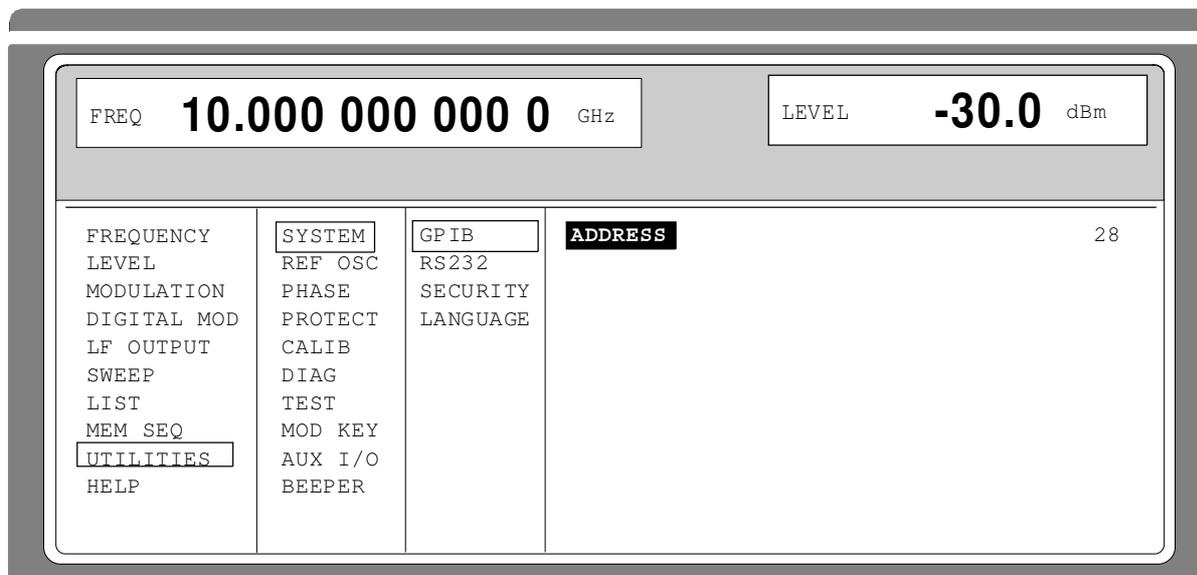 FREQ 10.000 000 000 0 GHz LEVEL -30.0 dBm
FREQUENCY SYSTEM GPIB ADDRESS 28
LEVEL REF OSC RS232
MODULATION PHASE SECURITY
DIGITAL MOD PROTECT LANGUAGE
LF OUTPUT CALIB
SWEEP DIAG
LIST TEST
MEM SEQ MOD KEY
UTILITIES AUX I/O
HELP BEEPER